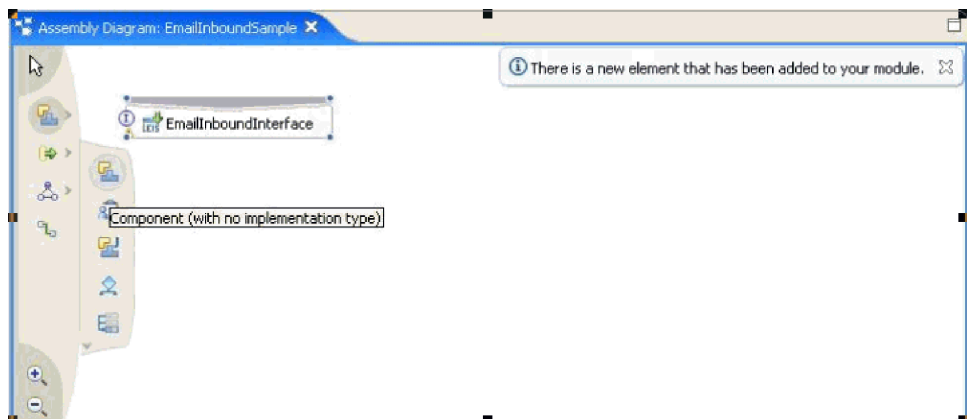 Assembly Diagram: EmailInboundSample
There is a new element that has been added to your module.
EmailInboundInterface
Component (with no implementation type)